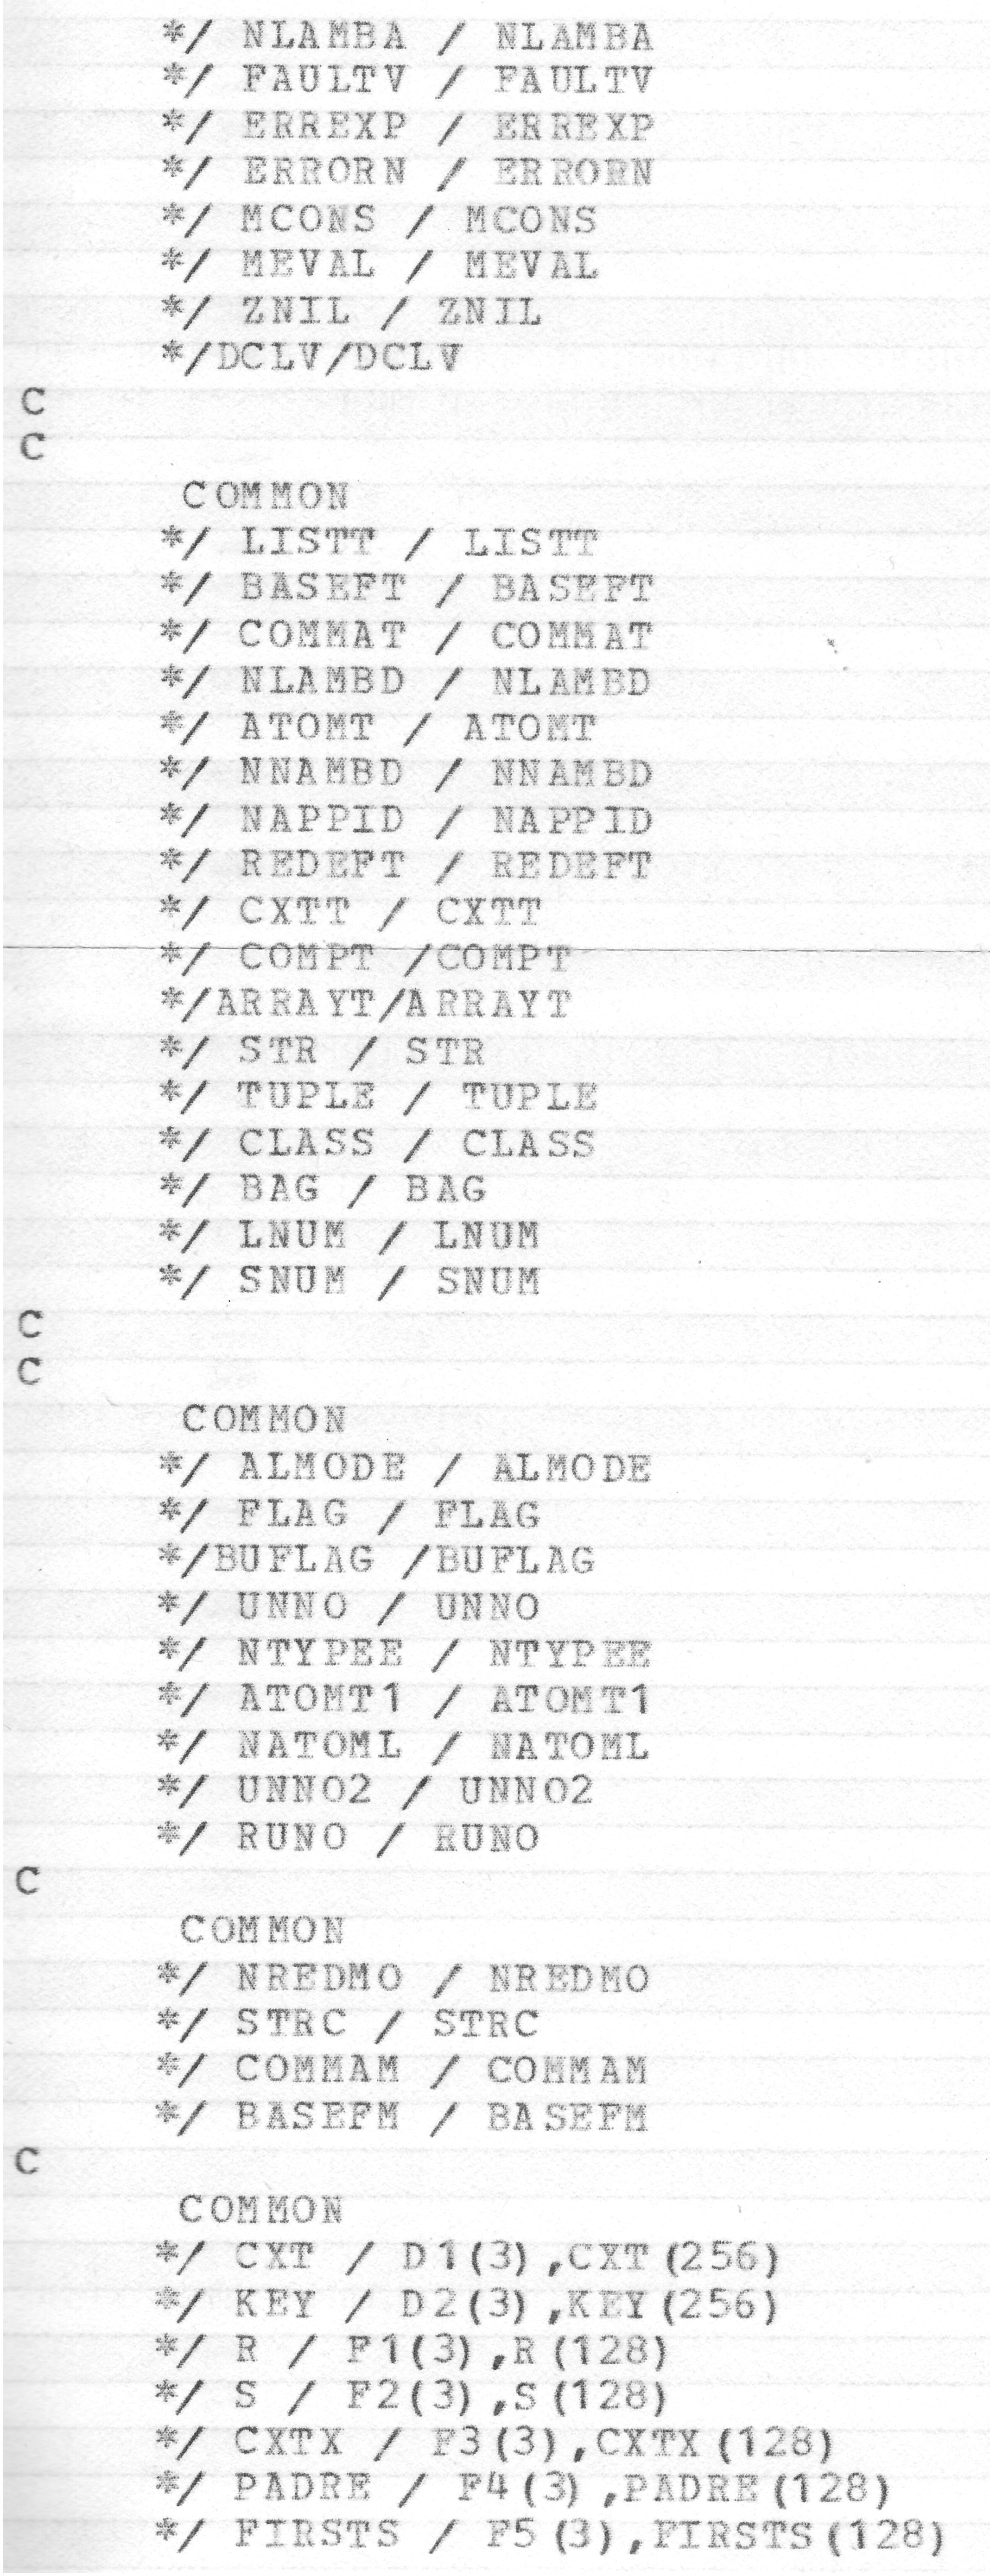 */ NLAMBA / NLAMBA
*/ FAULTV / FAULTV
*/ ERREXP / ERREXP
*/ ERRORN / ERRORN
*/ MCONS / MCONS
*/ MEVAL / MEVAL
*/ ZNIL / ZNIL
*/DCLV/DCLV
C
C
COMMON
*/ LISTT / LISTT
*/ BASEFT / BASEFT
*/ COMMAT / COMMAT
*/ NLAMBD / NLAMBD
*/ ATOMT / ATOMT
*/ NNAMBD / NNAMBD
*/ NAPPID / NAPPID
*/ REDEFT / REDEFT
*/ CXTT / CXTT
*/ COMPT /COMPT
*/ARRAYT/ARRAYT
*/ STR / STR
*/ TUPLE / TUPLE
*/ CLASS / CLASS
*/ BAG / BAG
*/ LNUM / LNUM
*/ SNUM / SNUM
C
C
COMMON
*/ ALMODE / ALMODE
*/ FLAG / FLAG
*/BUFLAG /BUFLAG
*/ UNNO / UNNO
*/ NTYPEE / NTYPEE
*/ ATOMT1 / ATOMT1
*/ NATOML / NATOML
*/ UNNO2 / UNNO2
*/ RUNO / RUNO
C
COMMON
*/ NREDMO / NREDMO
*/ STRC / STRC
*/ COMMAM / COMMAM
*/ BASEFM / BASEFM
C
COMMON
*/ CXT / D1(3),CXT(256)
*/ KEY / D2(3),KEY(256)
*/ R / F1(3),R(128)
*/ S / F2(3),S(128)
*/ CXTX / F3(3),CXTX(128)
*/ PADRE / F4(3),PADRE(128)
*/ FIRSTS / F5(3),FIRSTS(128)